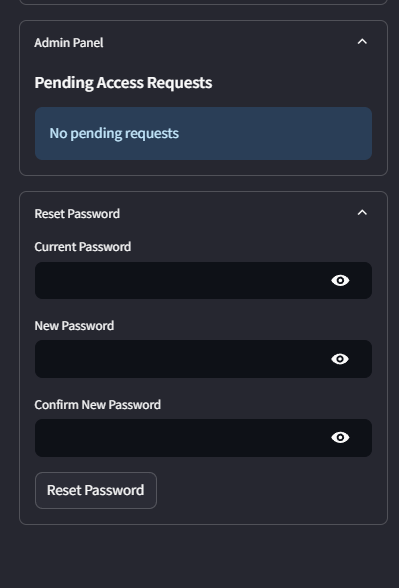 Admin Panel
Pending Access Requests
No pending requests
Reset Password
Current Password
New Password
Confirm New Password
Reset Password